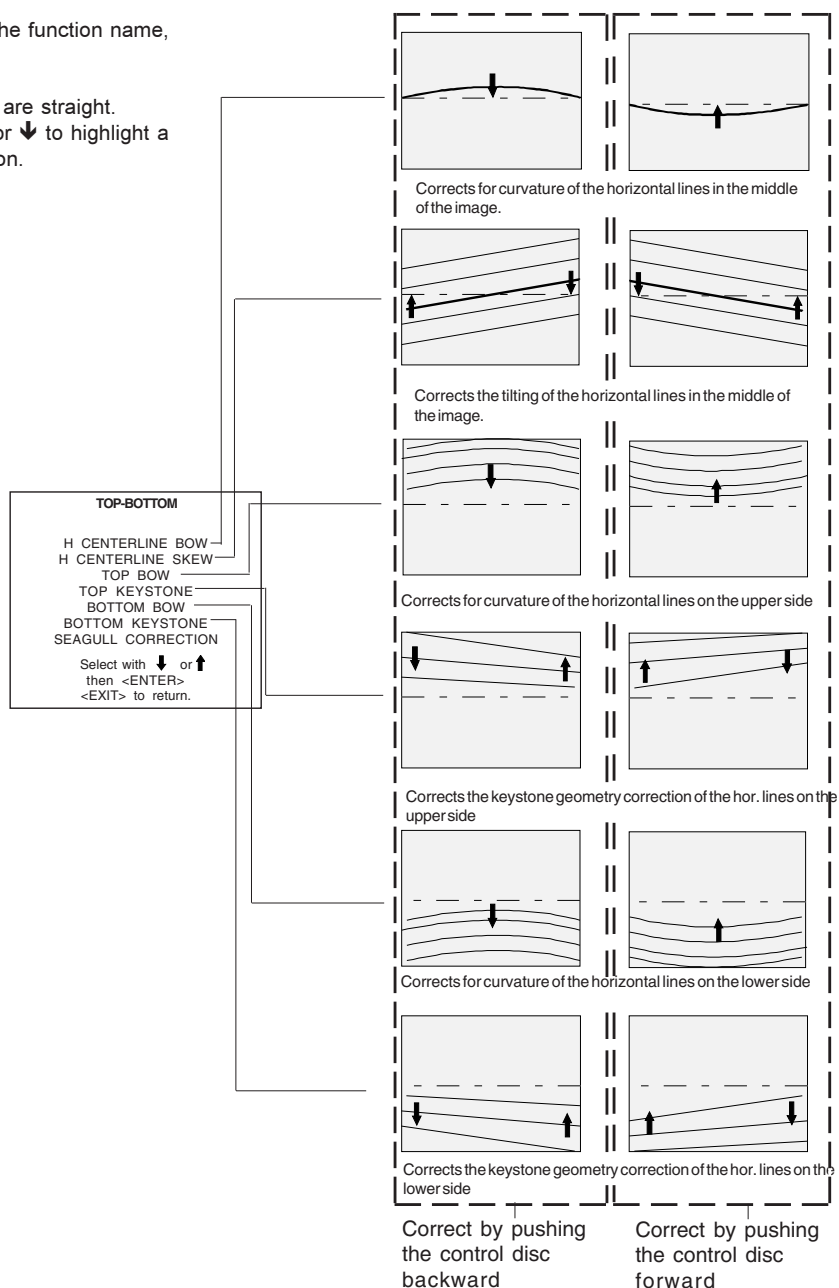 he function name,
are straight.
or ↓ to highlight a
on.
Corrects for curvature of the horizontal lines in the middle
of the image.
Corrects the tilting of the horizontal lines in the middle of
the image.
TOP-BOTTOM
H CENTERLINE BOW
H CENTERLINE SKEW
TOP BOW
TOP KEYSTONE
BOTTOM BOW
BOTTOM KEYSTONE
SEAGULL CORRECTION
Select with ↓ or ↑
then <ENTER>
<EXIT> to return.
Corrects for curvature of the horizontal lines on the upper side
Corrects the keystone geometry correction of the hor. lines on the
upper side
Corrects for curvature of the horizontal lines on the lower side
Corrects the keystone geometry correction of the hor. lines on the
lower side
Correct by pushing
the control disc
backward
Correct by pushing
the control disc
forward